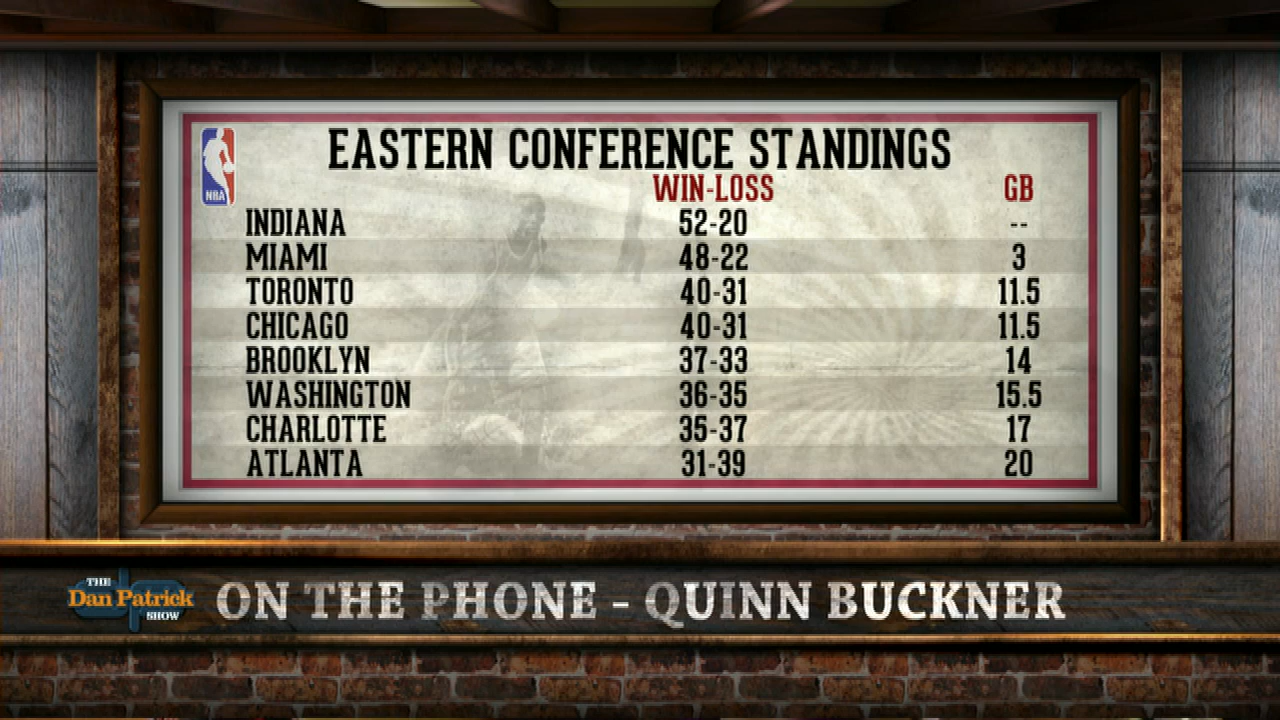 EASTERN CONFERENCE STANDINGS
NBA
WIN-LOSS GB
INDIANA 52-20 --
MIAMI 48-22 3
TORONTO 40-31 11.5
CHICAGO 40-31 11.5
BROOKLYN 37-33 14
WASHINGTON 36-35 15.5
CHARLOTTE 35-37 17
ATLANTA 31-39 20
THE
Dan Patrick
SHOW
ON THE PHONE - QUINN BUCKNER